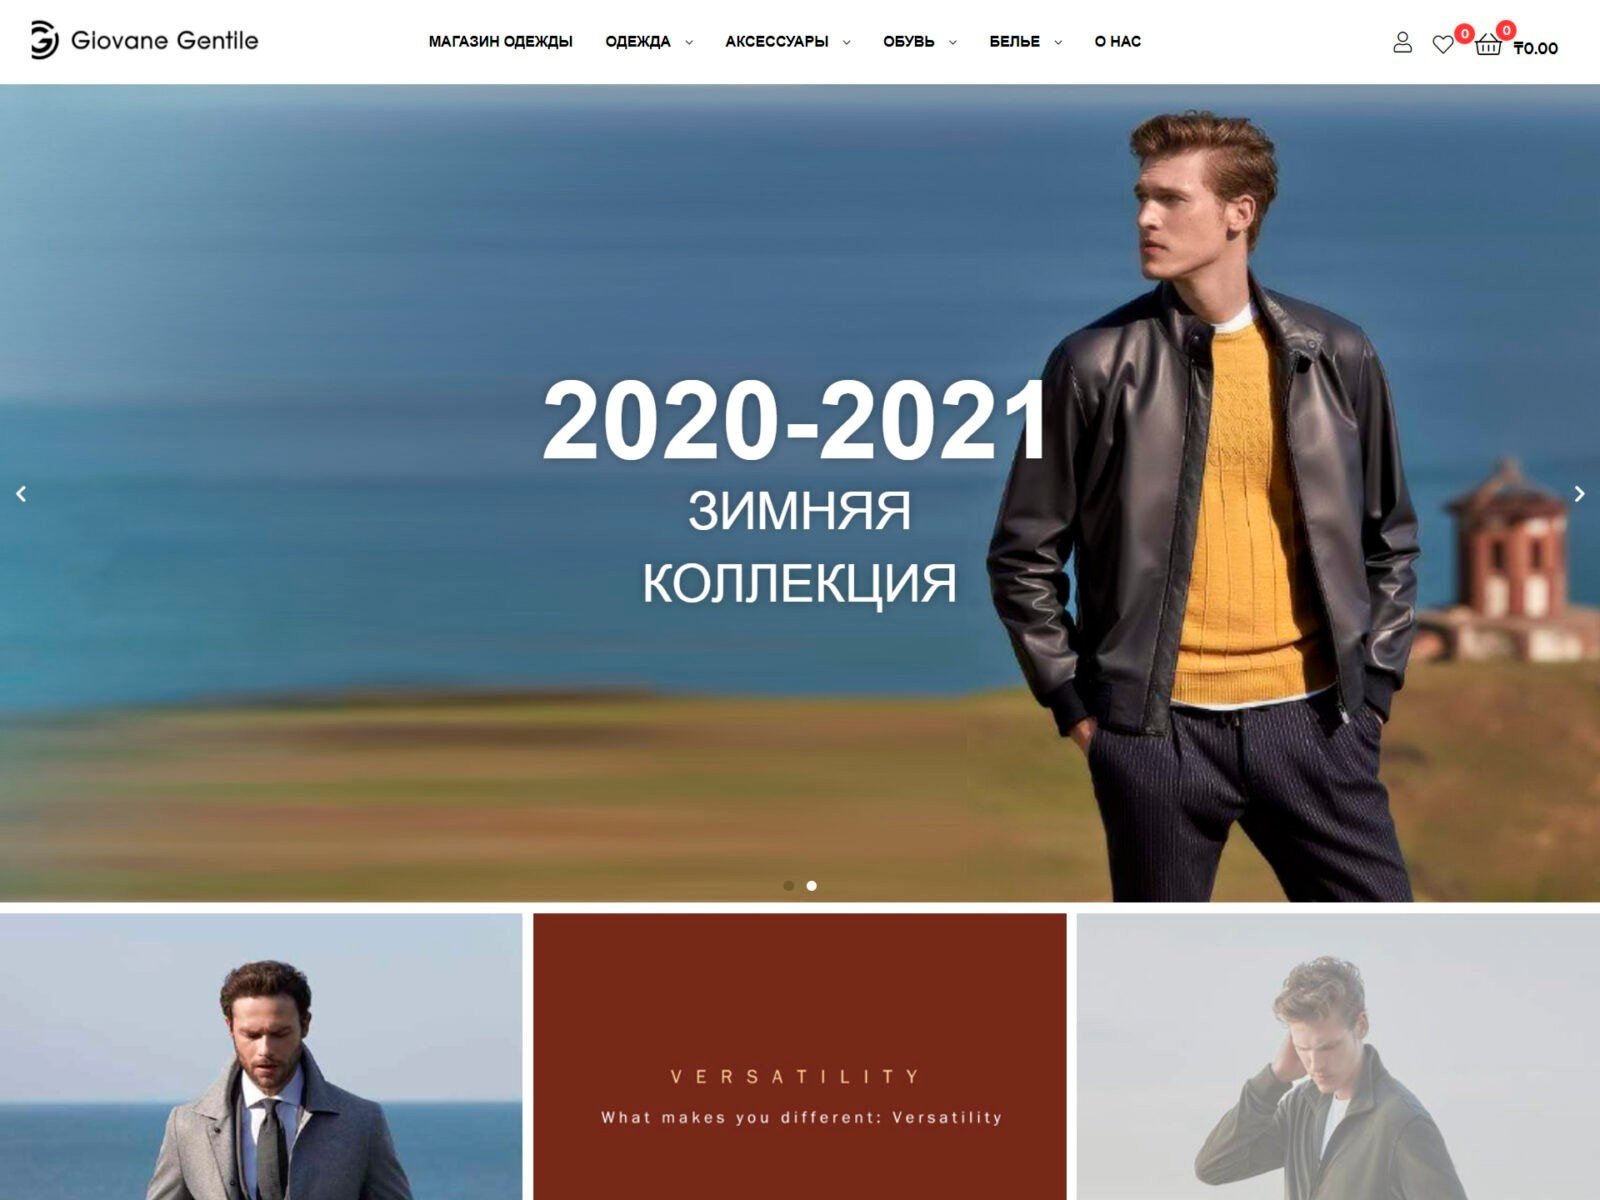 Giovane Gentile
МАГАЗИН ОДЕЖДЫ
ОДЕЖДА
АКСЕССУАРЫ
ОБУВЬ
БЕЛЬЕ
О НАС
0
0
₸0.00
2020-2021
ЗИМНЯЯ
КОЛЛЕКЦИЯ
VERSATILITY
What makes you different: Versatility